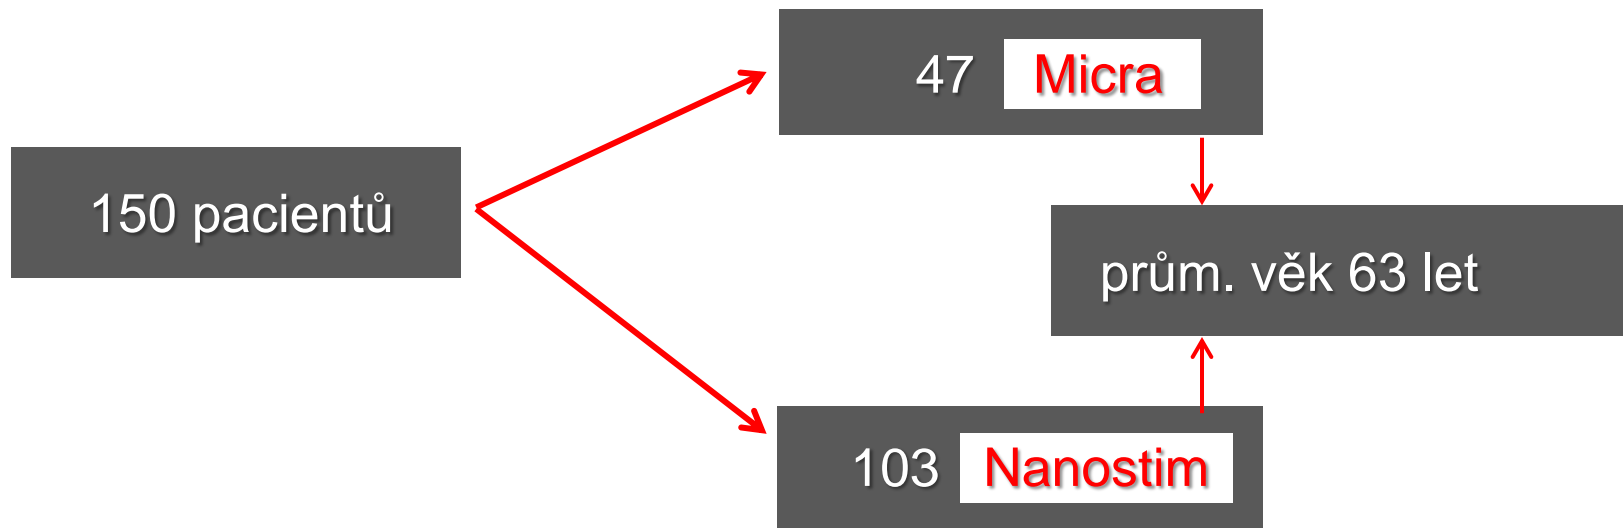 150 pacientů
47 Micra
prům. věk 63 let
103 Nanostim